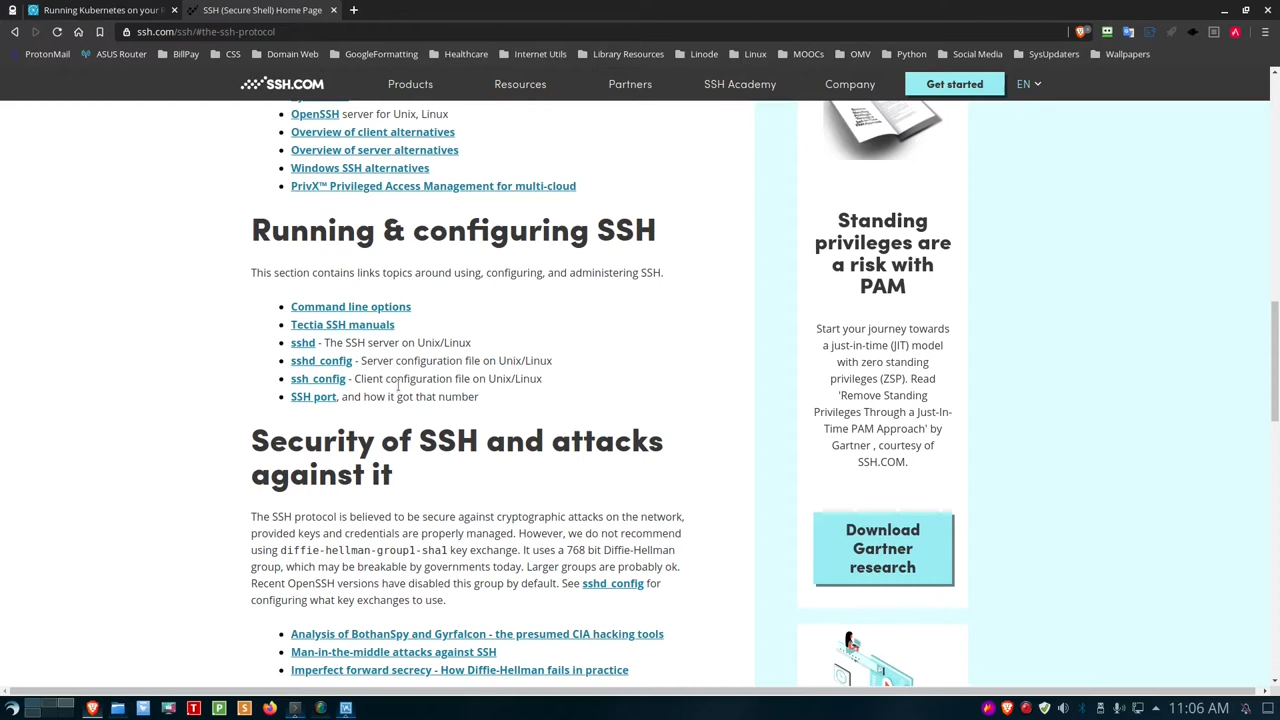 Running Kubernetes on your R
SSH (Secure Shell) Home Page
ssh.com/ssh/#the-ssh-protocol
ProtonMail
ASUS Router
BillPay
CSS
Domain Web
GoogleFormatting
Healthcare
Internet Utils
Library Resources
Linode
Linux
MOOCs
OMV
Python
Social Media
SysUpdaters
Wallpapers
SSH.COM
Products
Resources
Partners
SSH Academy
Company
Get started
EN
OpenSSH server for Unix, Linux
Overview of client alternatives
Overview of server alternatives
Windows SSH alternatives
PrivX™ Privileged Access Management for multi-cloud
Running & configuring SSH
This section contains links topics around using, configuring, and administering SSH.
Command line options
Tectia SSH manuals
sshd - The SSH server on Unix/Linux
sshd_config - Server configuration file on Unix/Linux
ssh_config - Client configuration file on Unix/Linux
SSH port, and how it got that number
Security of SSH and attacks
against it
The SSH protocol is believed to be secure against cryptographic attacks on the network,
provided keys and credentials are properly managed. However, we do not recommend
using diffie-hellman-group1-sha1 key exchange. It uses a 768 bit Diffie-Hellman
group, which may be breakable by governments today. Larger groups are probably ok.
Recent OpenSSH versions have disabled this group by default. See sshd_config for
configuring what key exchanges to use.
Analysis of BothanSpy and Gyrfalcon - the presumed CIA hacking tools
Man-in-the-middle attacks against SSH
Imperfect forward secrecy - How Diffie-Hellman fails in practice
Standing
privileges are
a risk with
PAM
Start your journey towards
a just-in-time (JIT) model
with zero standing
privileges (ZSP). Read
'Remove Standing
Privileges Through a Just-In-
Time PAM Approach' by
Gartner , courtesy of
SSH.COM.
Download
Gartner
research
11:06 AM